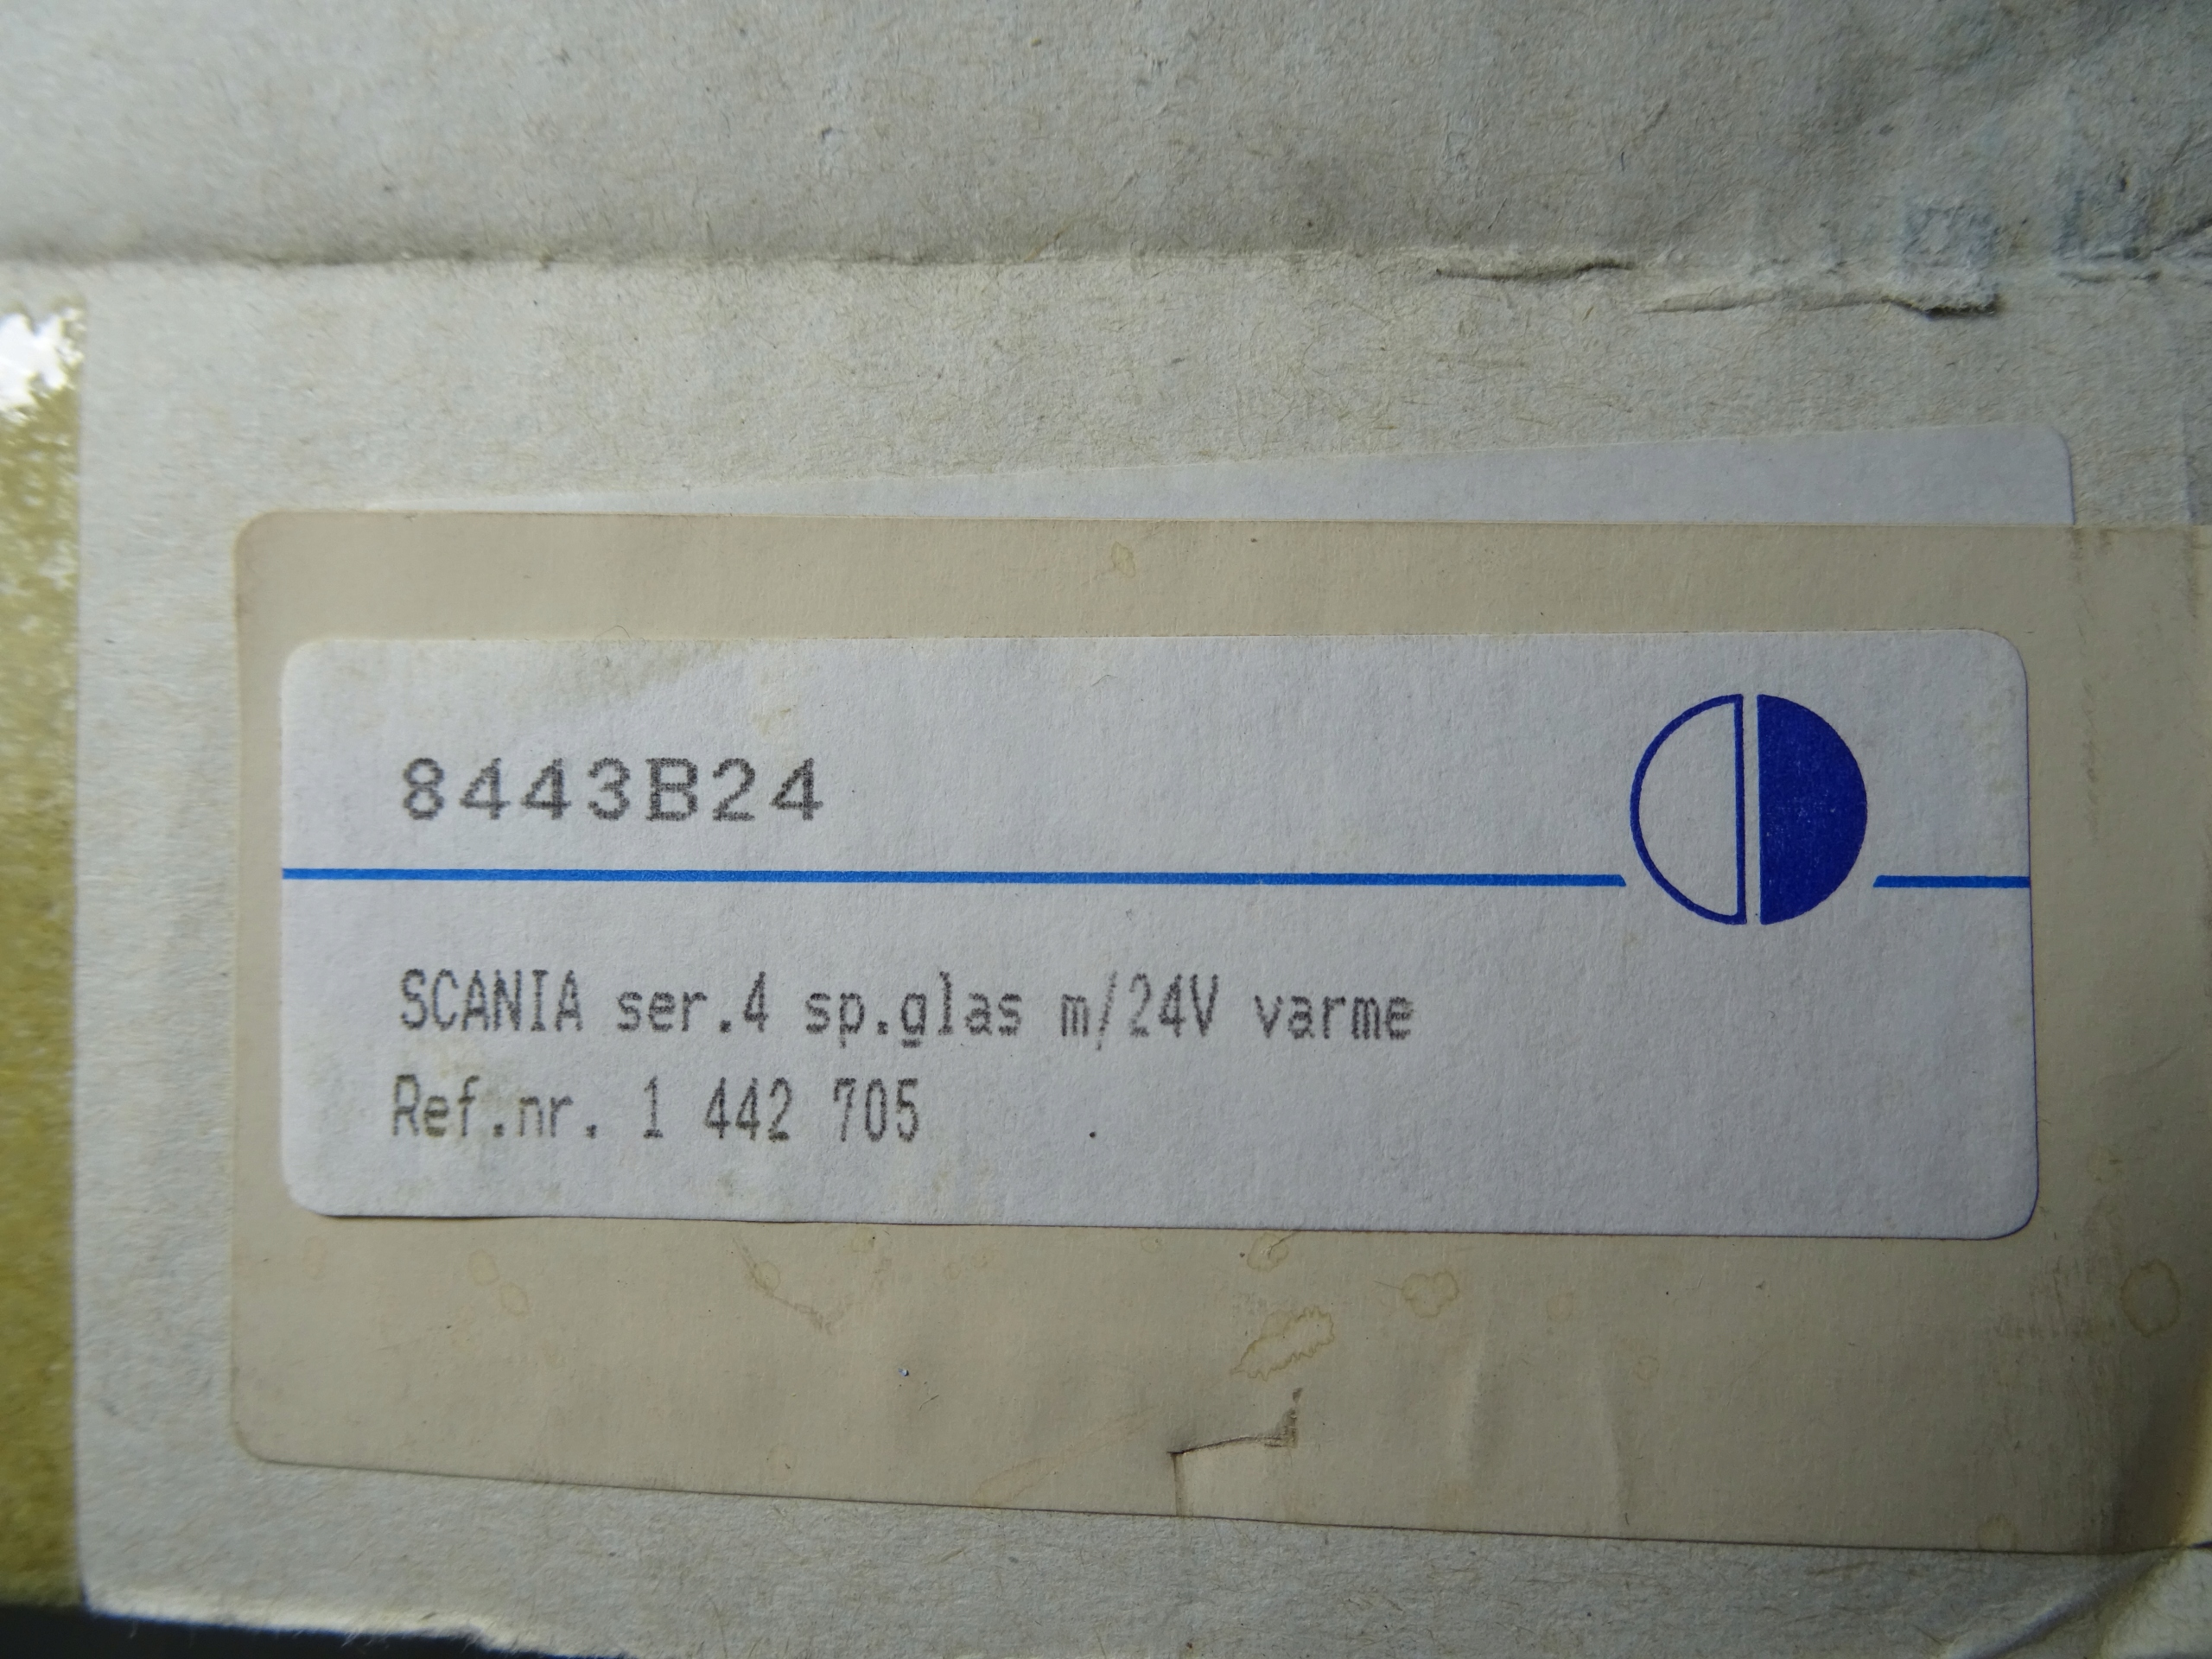 8443B24
SCANIA ser.4 sp.glas m/24V varme
Ref.nr. 1 442 705